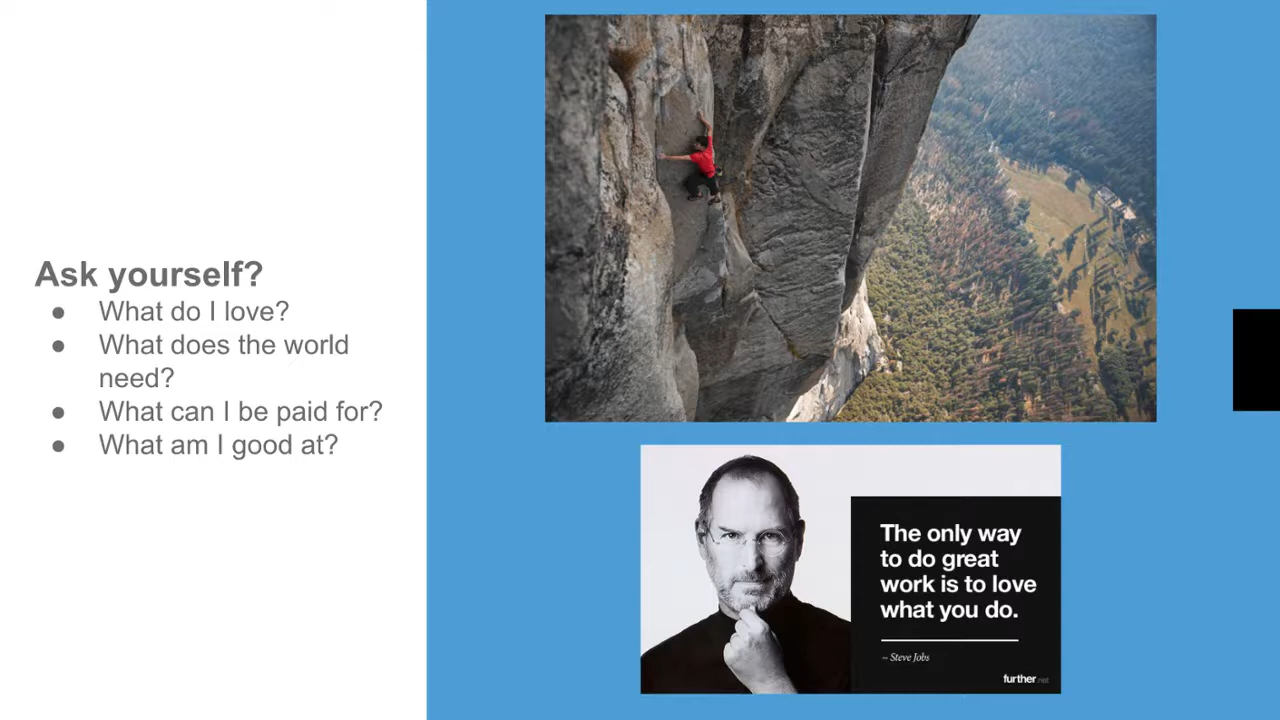 Ask yourself?
● What do I love?
● What does the world
need?
● What can I be paid for?
● What am I good at?
The only way
to do great
work is to love
what you do.
– Steve Jobs
further.net